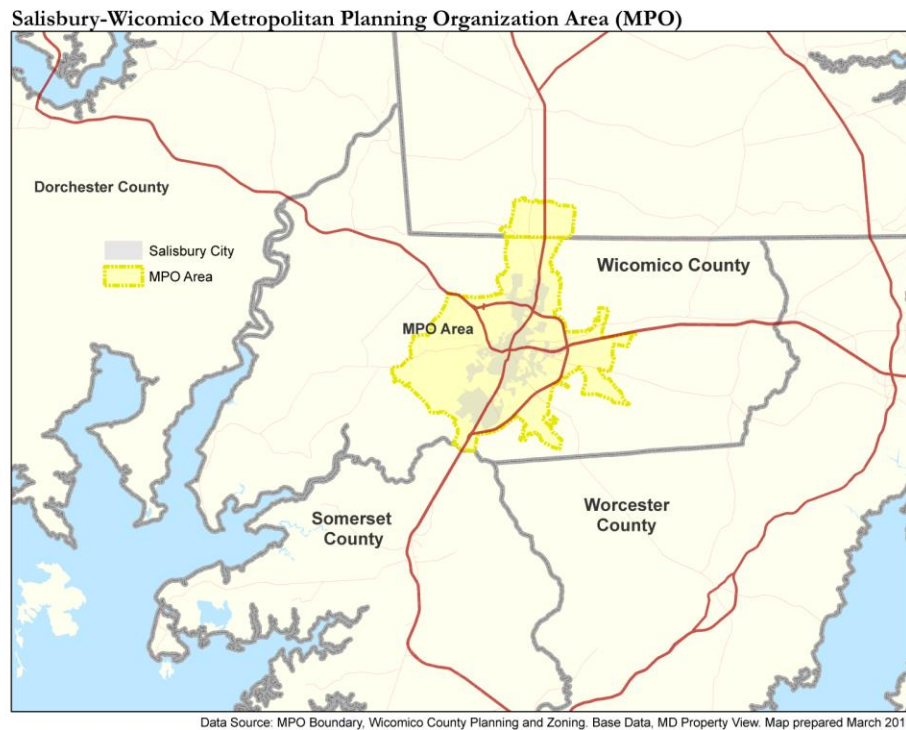 Salisbury-Wicomico Metropolitan Planning Organization Area (MPO)
Dorchester County
Salisbury City
MPO Area
Wicomico County
MPO Area
Somerset
County
Worcester
County
Data Source: MPO Boundary, Wicomico County Planning and Zoning. Base Data, MD Property View. Map prepared March 201